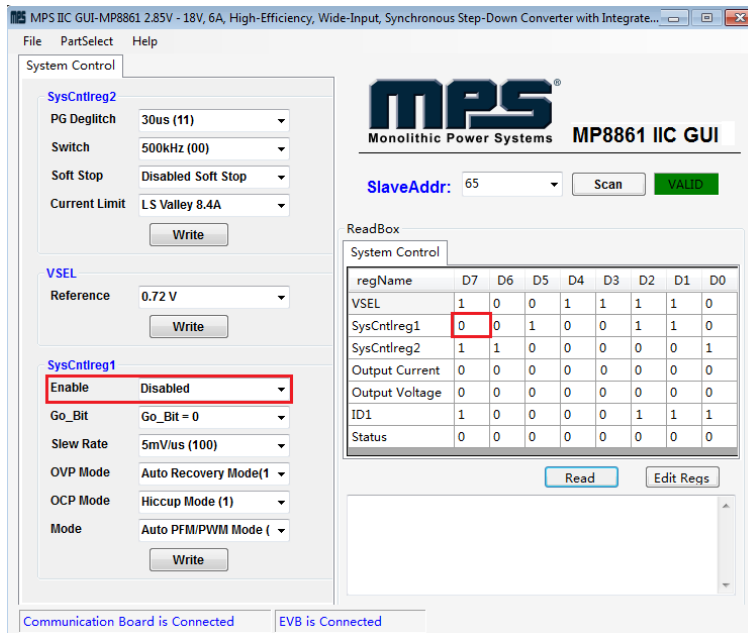 MPS IIC GUI-MP8861 2.85V - 18V, 6A, High-Efficiency, Wide-Input, Synchronous Step-Down Converter with Integrate...
File PartSelect Help
System Control
SysCntlreg2
PG Deglitch 30us (11)
Switch 500kHz (00)
Soft Stop Disabled Soft Stop
Current Limit LS Valley 8.4A
Write
VSEL
Reference 0.72 V
Write
SysCntlreg1
Enable Disabled
Go_Bit Go_Bit = 0
Slew Rate 5mV/us (100)
OVP Mode Auto Recovery Mode(1
OCP Mode Hiccup Mode (1)
Mode Auto PFM/PWM Mode (
Write
mps®
Monolithic Power Systems MP8861 IIC GUI
SlaveAddr: 65 Scan VALID
ReadBox
System Control
regName D7 D6 D5 D4 D3 D2 D1 D0
VSEL 1 0 0 1 1 1 1 0
SysCntlreg1 0 0 1 0 0 1 1 0
SysCntlreg2 1 1 0 0 0 0 0 1
Output Current 0 0 0 0 0 0 0 0
Output Voltage 0 0 0 0 0 0 0 0
ID1 1 0 0 0 0 1 1 1
Status 0 0 0 0 0 0 0 0
Read Edit Regs
Communication Board is Connected EVB is Connected